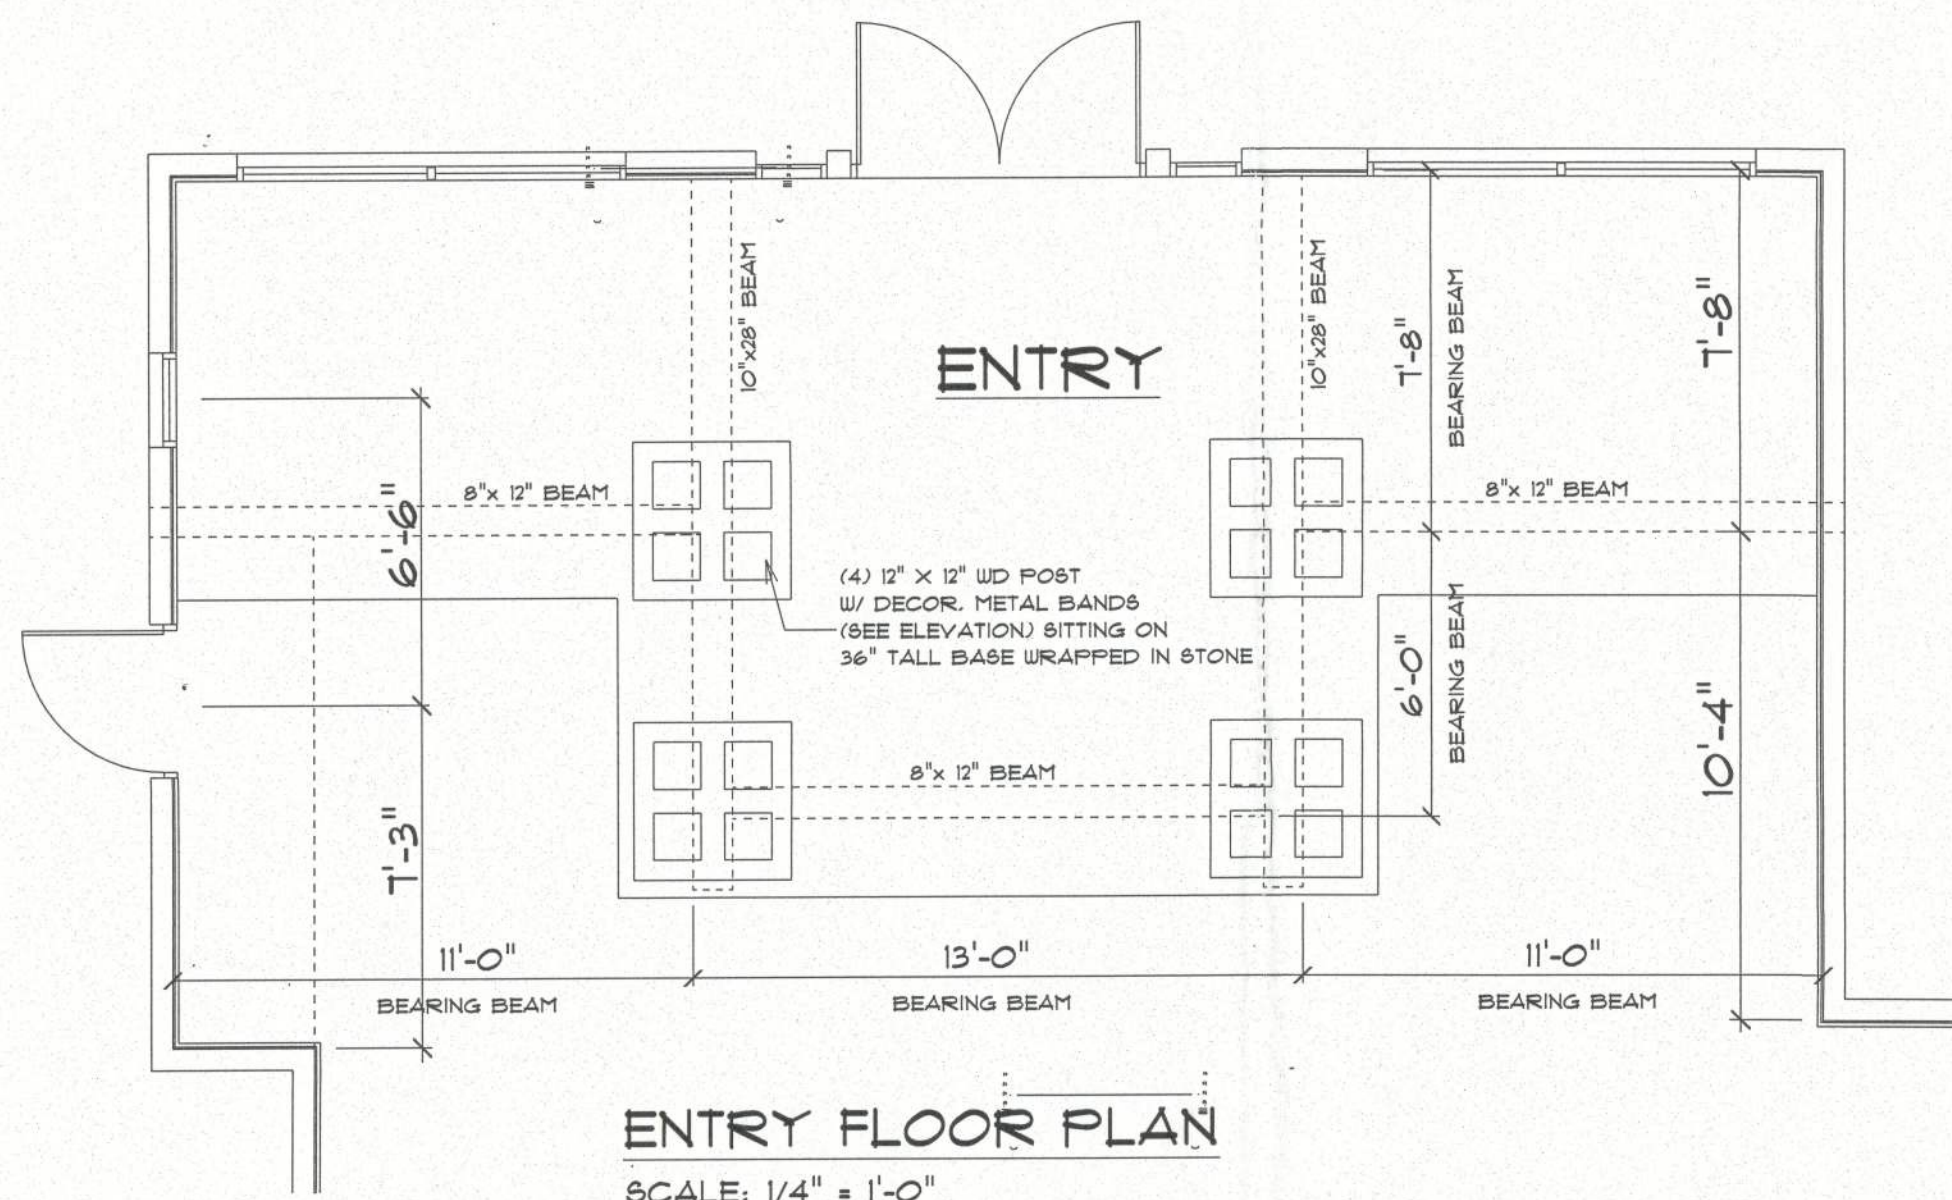 10"x28" BEAM
10"x28" BEAM
7'-8"
BEARING BEAM
7'-8"
ENTRY
8"x 12" BEAM
8"x 12" BEAM
6'-6"
(4) 12" X 12" WD POST
W/ DECOR. METAL BANDS
(SEE ELEVATION) SITTING ON
36" TALL BASE WRAPPED IN STONE
6'-0"
BEARING BEAM
10'-4"
8"x 12" BEAM
7'-3"
11'-0"
13'-0"
11'-0"
BEARING BEAM
BEARING BEAM
BEARING BEAM
ENTRY FLOOR PLAN
SCALE: 1/4" = 1'-0"